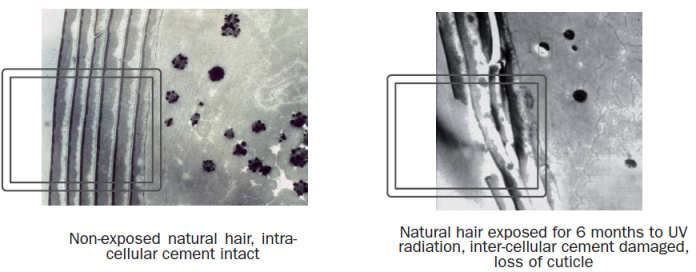 Non-exposed natural hair, intra-
cellular cement intact
Natural hair exposed for 6 months to UV
radiation, inter-cellular cement damaged,
loss of cuticle